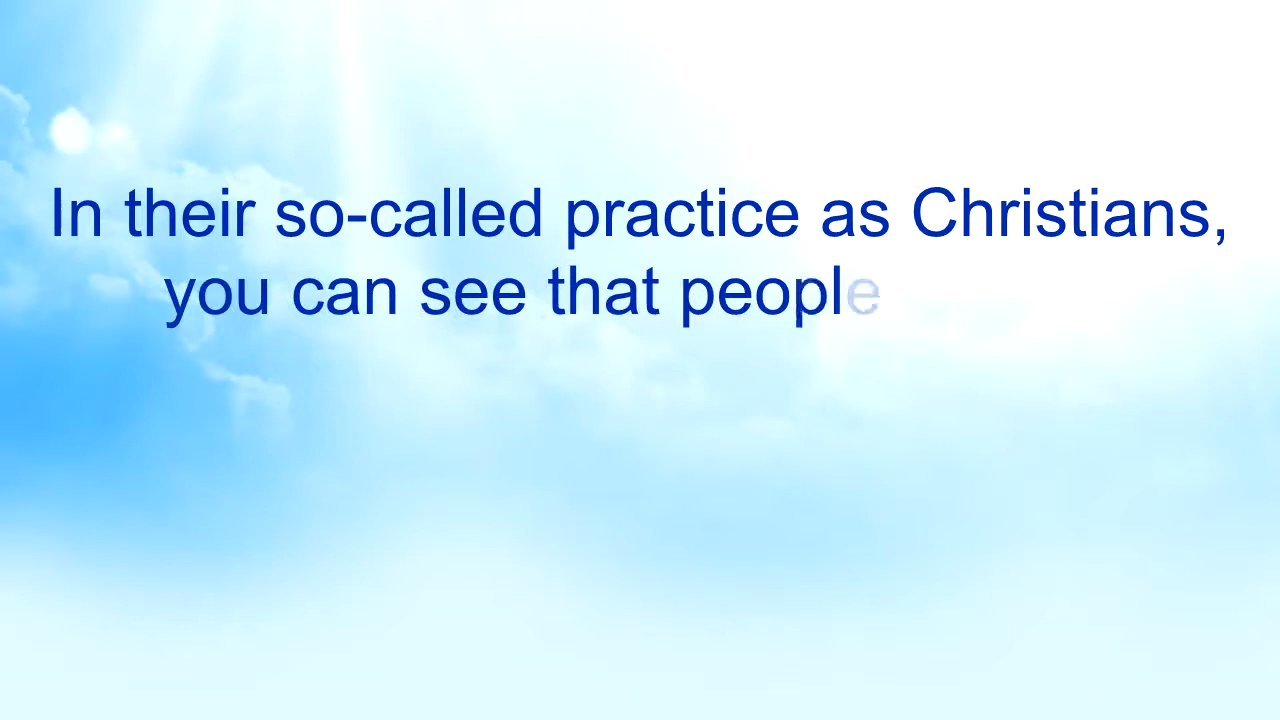 In their so-called practice as Christians,
you can see that people